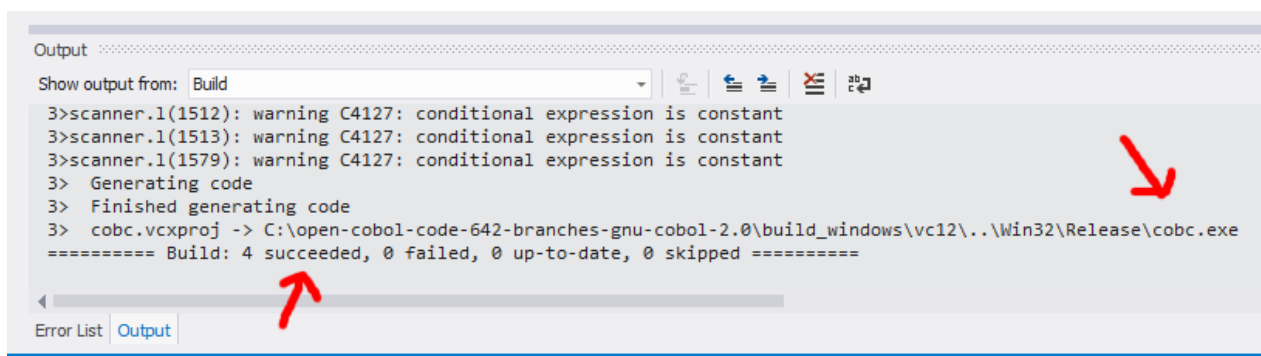 Output
Show output from: Build
3>scanner.l(1512): warning C4127: conditional expression is constant
3>scanner.l(1513): warning C4127: conditional expression is constant
3>scanner.l(1579): warning C4127: conditional expression is constant
3>  Generating code
3>  Finished generating code
3>  cobc.vcxproj -> C:\open-cobol-code-642-branches-gnu-cobol-2.0\build_windows\vc12\..\Win32\Release\cobc.exe
========== Build: 4 succeeded, 0 failed, 0 up-to-date, 0 skipped ==========
Error List Output